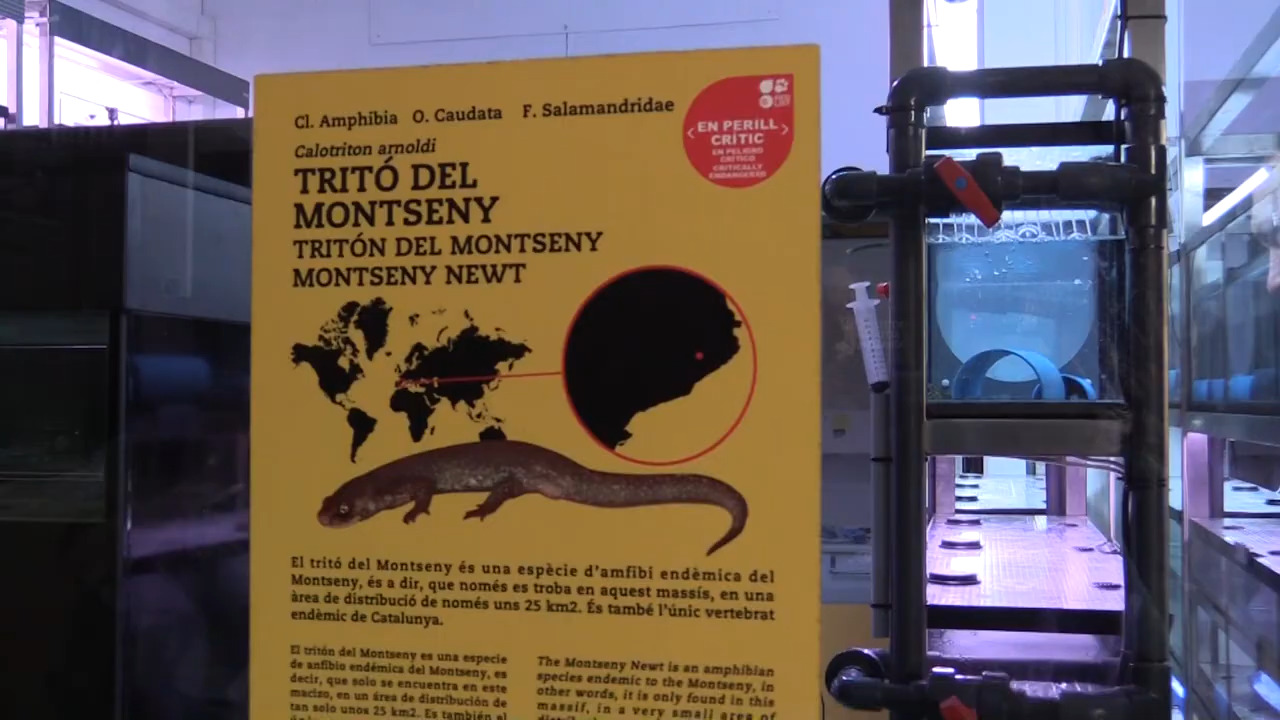 Cl. Amphibia O. Caudata F. Salamandridae
EN PERILL
CRÍTIC
EN PELIGRO
CRÍTICO
CRITICALLY
ENDANGERED
Calotriton arnoldi
TRITÓ DEL
MONTSENY
TRITÓN DEL MONTSENY
MONTSENY NEWT
El tritó del Montseny és una espècie d'amfibi endèmica del
Montseny, és a dir, que només es troba en aquest massís, en una
àrea de distribució de només uns 25 km2. És també l'únic vertebrat
endèmic de Catalunya.
El tritón del Montseny es una especie
de anfibio endémica del Montseny, es
decir, que solo se encuentra en este
macizo, en un área de distribución de
tan solo unos 25 km2. Es también el
The Montseny Newt is an amphibian
species endemic to the Montseny, in
other words, it is only found in this
massif, in a very small area of